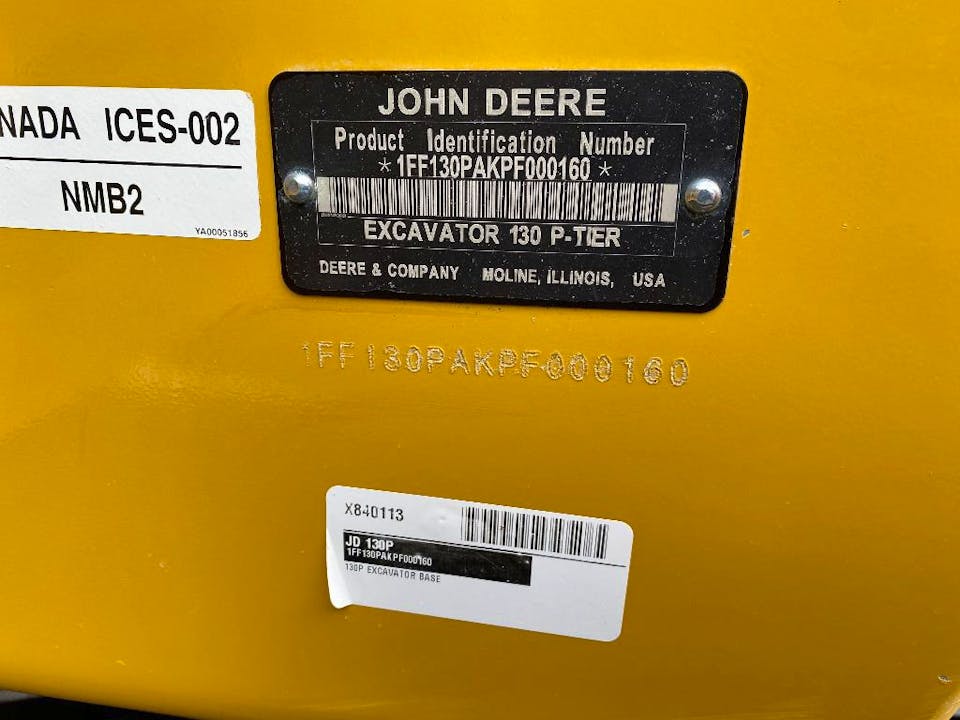 NADA ICES-002
NMB2
YA00051856
JOHN DEERE
Product Identification Number
*1FF130PAKPF000160*
EXCAVATOR 130 P-TIER
DEERE & COMPANY MOLINE, ILLINOIS, USA
1FF130PAKPF000160
X840113
JD 130P
1FF130PAKPF000160
130P EXCAVATOR BASE